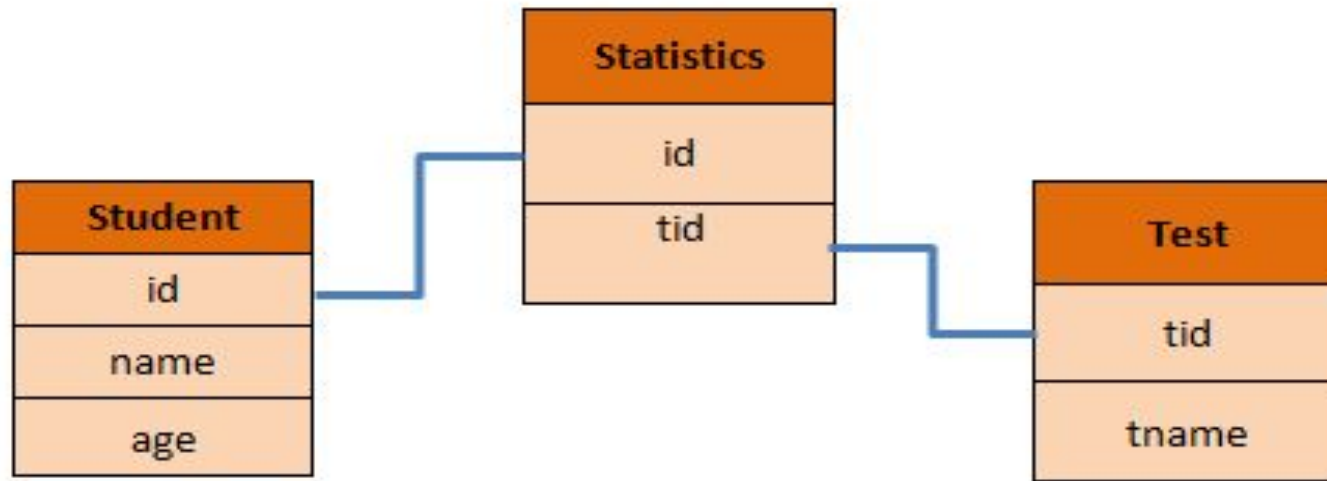 Statistics
id
tid
Student
id
name
age
Test
tid
tname